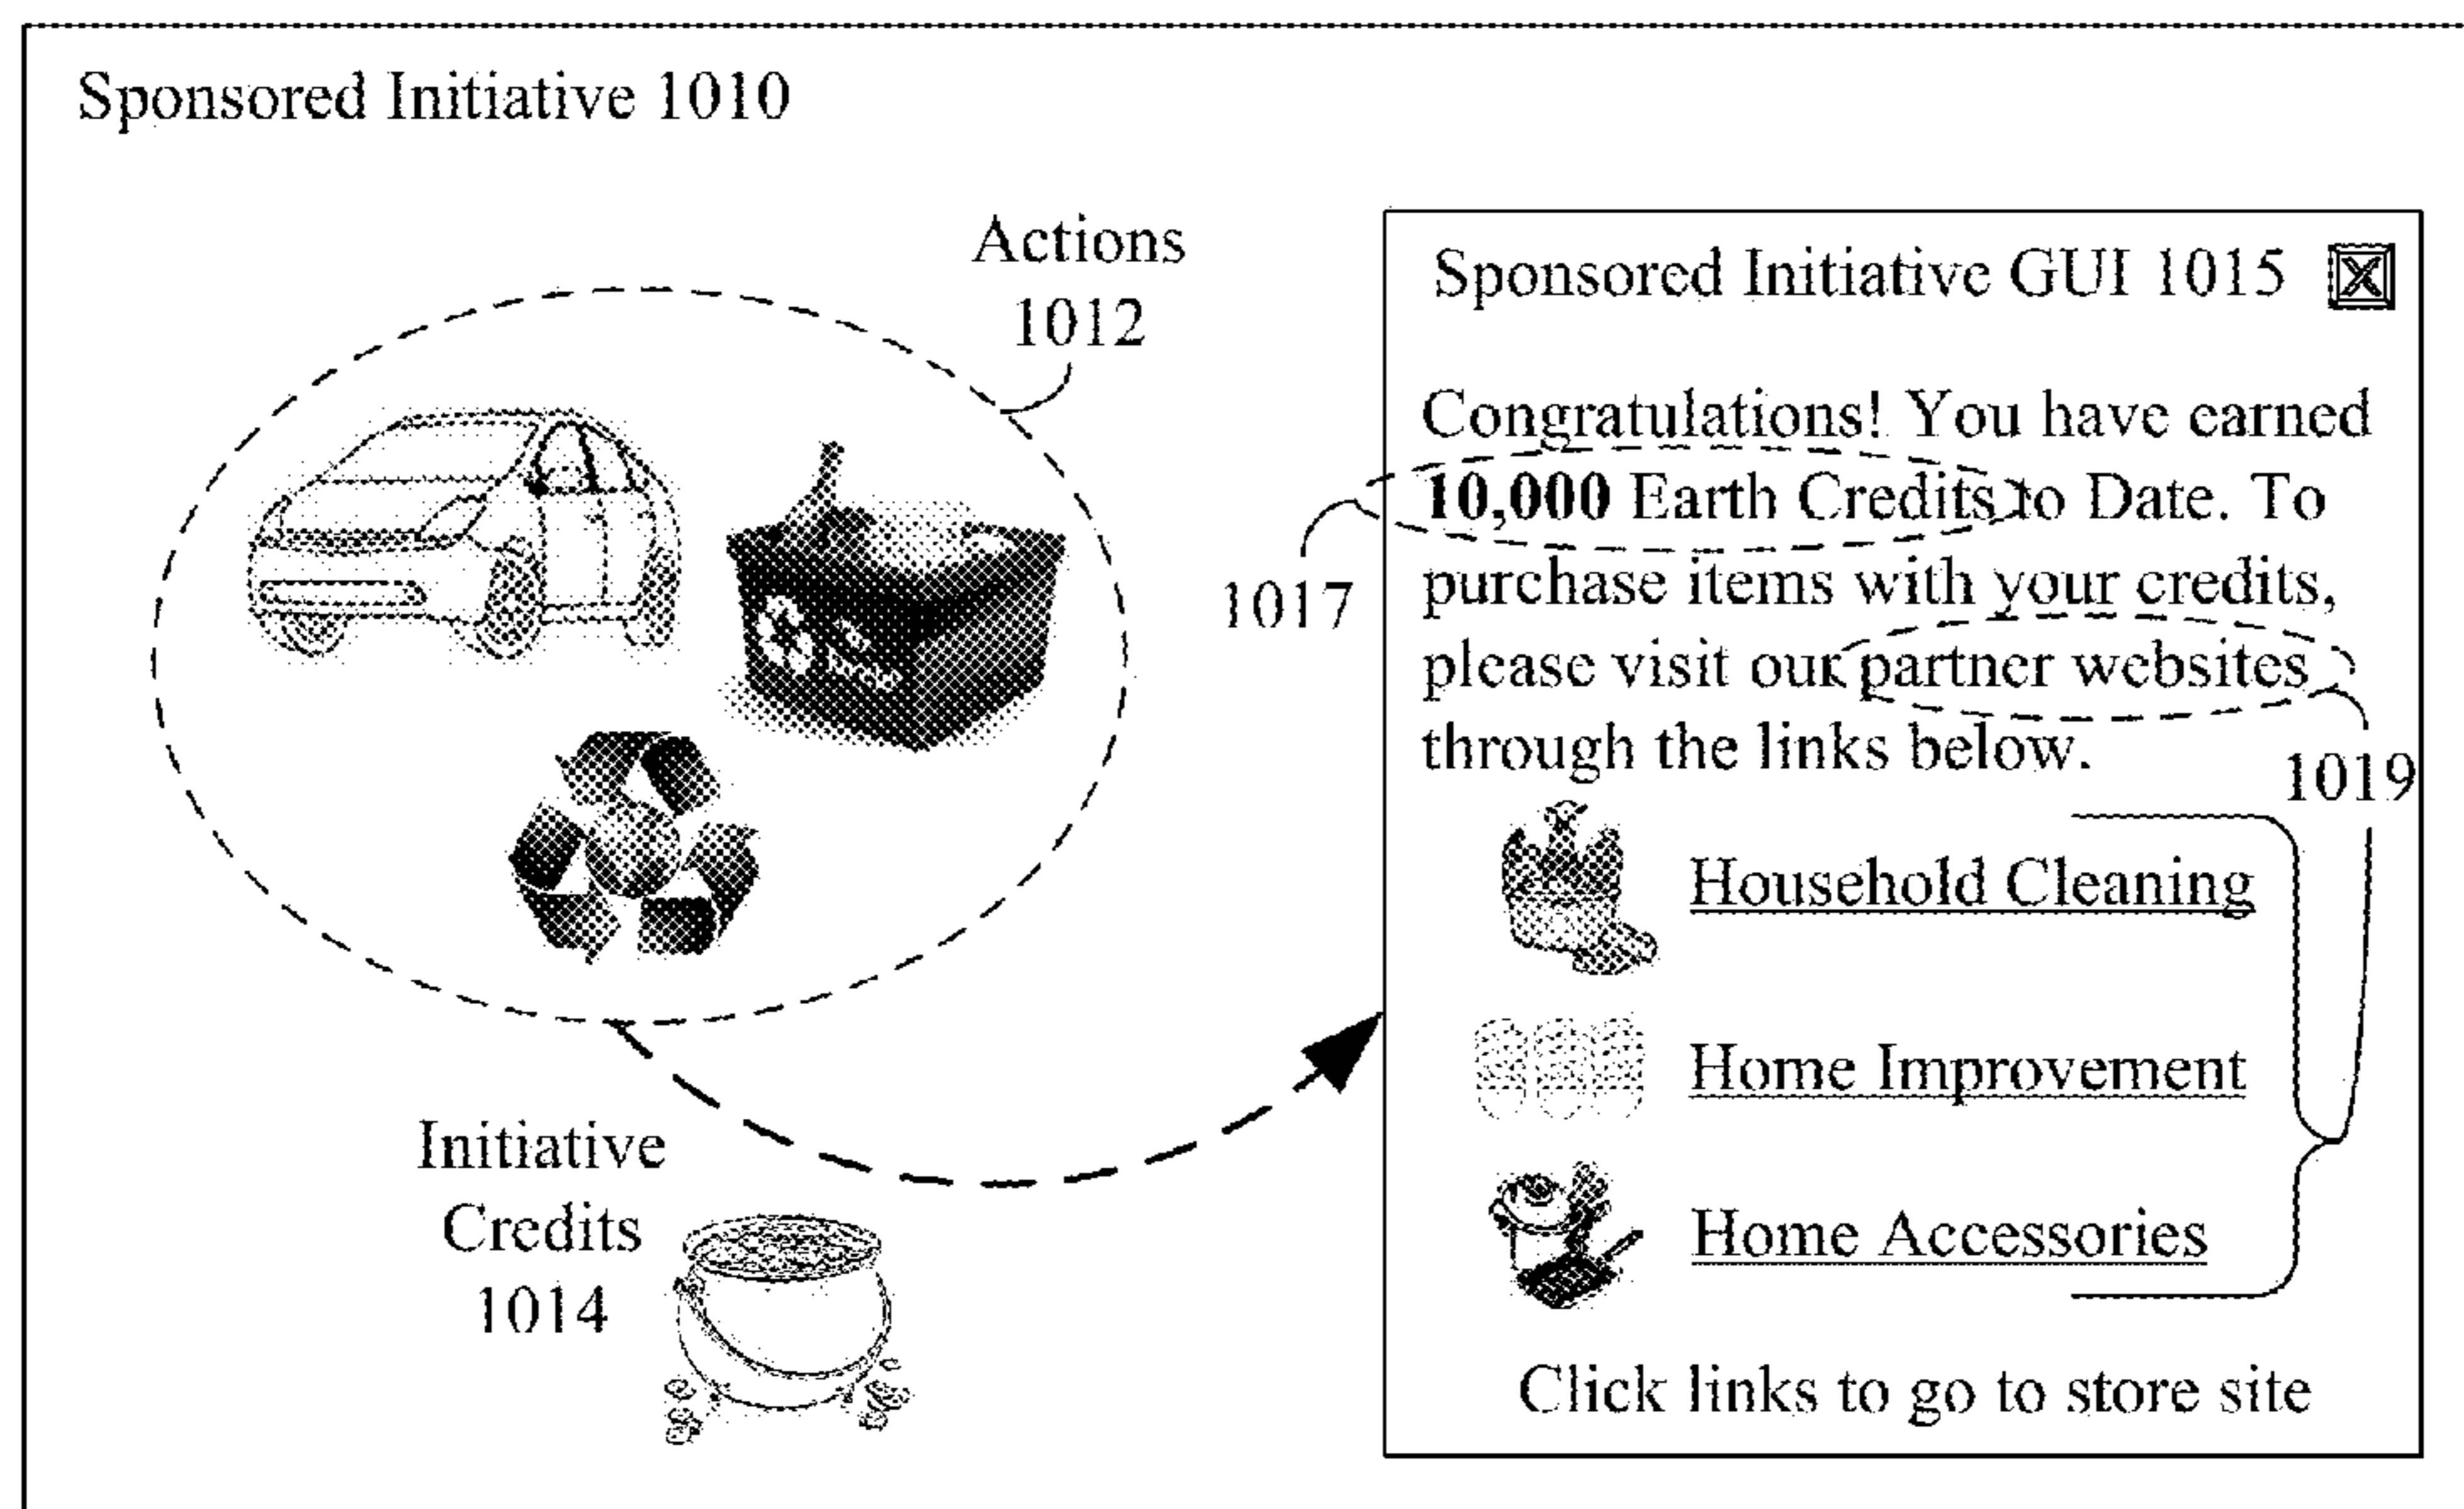 Sponsored Initiative 1010
Actions
1012
Sponsored Initiative GUI 1015
X
Congratulations! You have earned
10,000 Earth Credits to Date. To
purchase items with your credits,
please visit our partner websites
through the links below.
1017
1019
Household Cleaning
Home Improvement
Home Accessories
Click links to go to store site
Initiative
Credits
1014